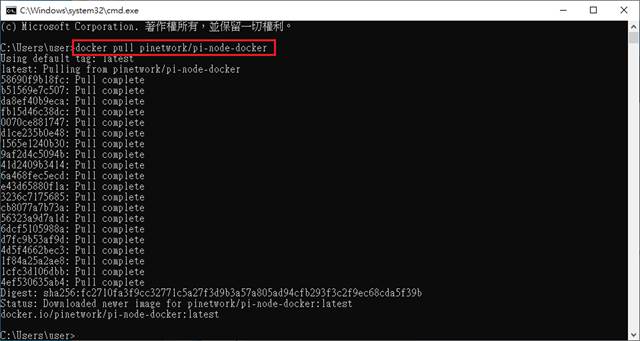 C:\Windows\system32\cmd.exe
(c) Microsoft Corporation. 著作權所有，並保留一切權利。
C:\Users\user>docker pull pinetwork/pi-node-docker
Using default tag: latest
latest: Pulling from pinetwork/pi-node-docker
58690f9b18fc: Pull complete
b51569e7c507: Pull complete
da8ef40b9eca: Pull complete
fb15d46c38dc: Pull complete
0070ce881747: Pull complete
d1ce235b0e48: Pull complete
1565e1240b30: Pull complete
9af2d4c5094b: Pull complete
41d2409b3414: Pull complete
6a468fec5ecd: Pull complete
e43d65880f1a: Pull complete
3236c7175685: Pull complete
cb8077a7b73a: Pull complete
56323a9d7a1d: Pull complete
6dcf5105988a: Pull complete
d7fc9b53af9d: Pull complete
4d5f4662bec3: Pull complete
1f84a25a2ae8: Pull complete
1cfc3d106dbb: Pull complete
4ef530635ab4: Pull complete
Digest: sha256:fc2710fa3f9cc32771c5a27f3d9b3a57a805ad94cfb293f3c2f9ec68cda5f39b
Status: Downloaded newer image for pinetwork/pi-node-docker:latest
docker.io/pinetwork/pi-node-docker:latest
C:\Users\user>